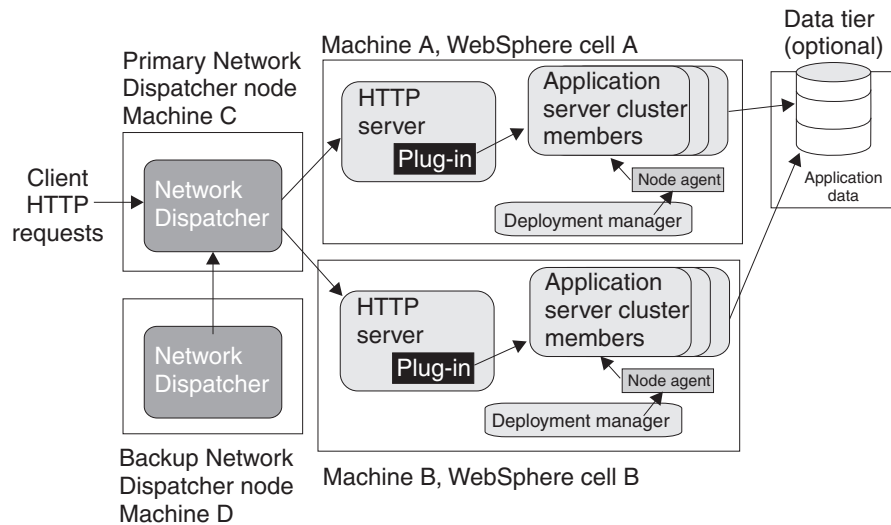 Primary Network
Dispatcher node
Machine C
Client
HTTP
requests
Network
Dispatcher
Network
Dispatcher
Backup Network
Dispatcher node
Machine D
Machine A, WebSphere cell A
HTTP
server
Plug-in
Application
server cluster
members
Node agent
Deployment manager
HTTP
server
Plug-in
Application
server cluster
members
Node agent
Deployment manager
Machine B, WebSphere cell B
Data tier
(optional)
Application
data